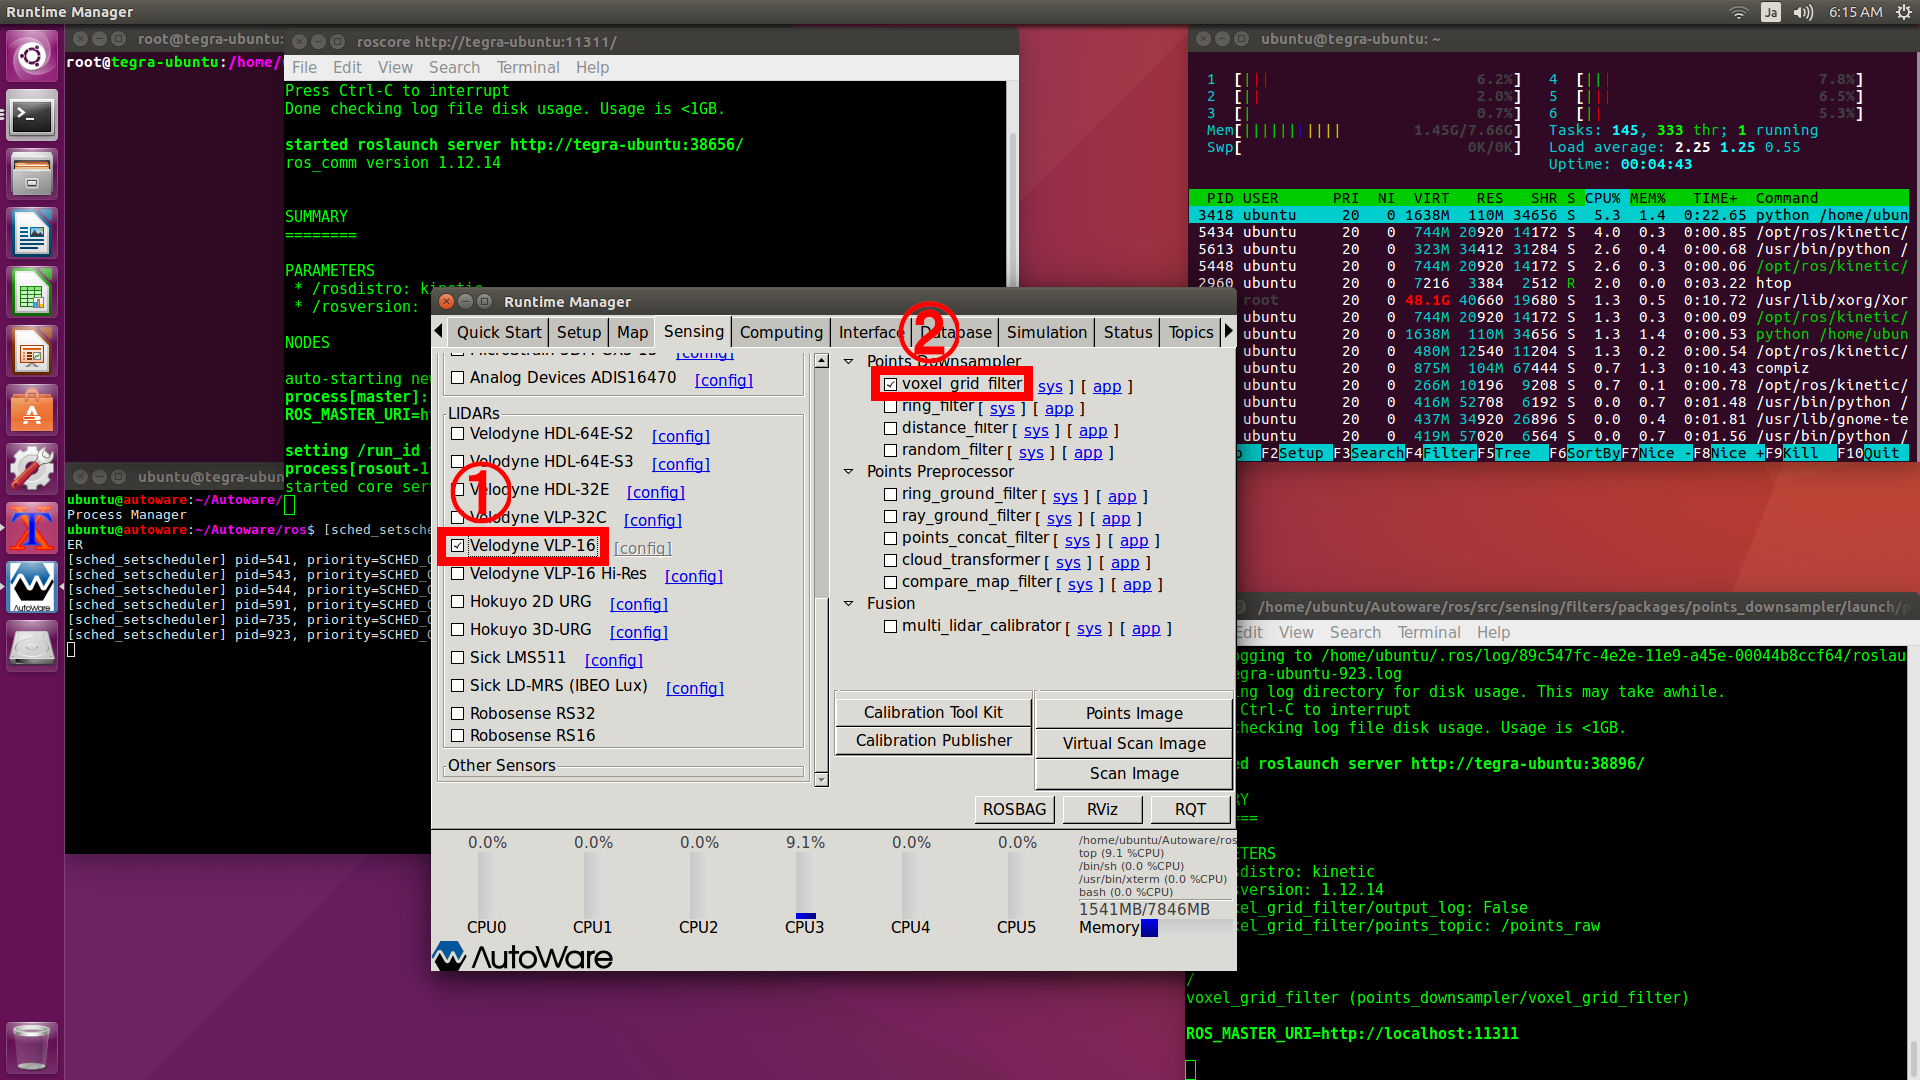 Runtime Manager
Ja
6:15 AM
root@tegra-ubuntu:
root@tegra-ubuntu:/home/
roscore http://tegra-ubuntu:11311/
File Edit View Search Terminal Help
Press Ctrl-C to interrupt
Done checking log file disk usage. Usage is <1GB.
started roslaunch server http://tegra-ubuntu:38656/
ros_comm version 1.12.14
SUMMARY
========
PARAMETERS
* /rosdistro: kinetic
* /rosversion:
NODES
auto-starting new
process[master]:
ROS_MASTER_URI=h
setting /run_id
process[rosout-1
started core serv
ubuntu@tegra-ubuntu: ~
1 [||| 6.2%] 4 [||| 7.8%]
2 [|| 2.0%] 5 [||| 6.5%]
3 [| 0.7%] 6 [|| 5.3%]
Mem[|||||||||||| 1.45G/7.66G] Tasks: 145, 333 thr; 1 running
Swp[ 0K/0K] Load average: 2.25 1.25 0.55
Uptime: 00:04:43
PID USER PRI NI VIRT RES SHR S CPU% MEM% TIME+ Command
3418 ubuntu 20 0 1638M 110M 34656 S 5.3 1.4 0:22.65 python /home/ubun
5434 ubuntu 20 0 744M 20920 14172 S 4.0 0.3 0:00.85 /opt/ros/kinetic/
5613 ubuntu 20 0 323M 34412 31284 S 2.6 0.4 0:00.68 /usr/bin/python /
5448 ubuntu 20 0 744M 20920 14172 S 2.6 0.3 0:00.06 /opt/ros/kinetic/
2960 ubuntu 20 0 7216 3384 2512 R 2.0 0.0 0:03.22 htop
root 20 0 48.1G 40660 19680 S 1.3 0.5 0:10.72 /usr/lib/xorg/Xor
ubuntu 20 0 744M 20920 14172 S 1.3 0.3 0:00.09 /opt/ros/kinetic/
ubuntu 20 0 1638M 110M 34656 S 1.3 1.4 0:00.53 python /home/ubun
ubuntu 20 0 480M 12540 11204 S 1.3 0.2 0:00.54 /opt/ros/kinetic/
ubuntu 20 0 875M 104M 67444 S 0.7 1.3 0:10.43 compiz
ubuntu 20 0 266M 10196 9208 S 0.7 0.1 0:00.76 /opt/ros/kinetic/
ubuntu 20 0 416M 52708 6192 S 0.0 0.7 0:01.48 /usr/bin/python /
ubuntu 20 0 437M 34920 26896 S 0.0 0.4 0:01.81 /usr/lib/gnome-te
ubuntu 20 0 419M 57020 6564 S 0.0 0.7 0:01.56 /usr/bin/python /
F2Setup F3SearchF4FilterF5Tree F6SortByF7Nice -F8Nice +F9Kill F10Quit
ubuntu@tegra-ubun
ubuntu@autoware:~/Autoware/
Process Manager
ubuntu@autoware:~/Autoware/ros$ [sched_setsche
ER
[sched_setscheduler] pid=541, priority=SCHED_
[sched_setscheduler] pid=543, priority=SCHED_
[sched_setscheduler] pid=544, priority=SCHED_
[sched_setscheduler] pid=591, priority=SCHED_
[sched_setscheduler] pid=735, priority=SCHED_
[sched_setscheduler] pid=923, priority=SCHED_
AutoWare
Runtime Manager
Quick Start Setup Map Sensing Computing Interface Database Simulation Status Topics
①
②
[config]
Analog Devices ADIS16470 [config]
LIDARs
Velodyne HDL-64E-S2 [config]
Velodyne HDL-64E-S3 [config]
Velodyne HDL-32E [config]
Velodyne VLP-32C [config]
Velodyne VLP-16 [config]
Velodyne VLP-16 Hi-Res [config]
Hokuyo 2D URG [config]
Hokuyo 3D-URG [config]
Sick LMS511 [config]
Sick LD-MRS (IBEO Lux) [config]
Robosense RS32
Robosense RS16
Other Sensors
Points Downsampler
voxel_grid_filter sys ] [ app ]
ring_filter [ sys ] [ app ]
distance_filter [ sys ] [ app ]
random_filter [ sys ] [ app ]
Points Preprocessor
ring_ground_filter [ sys ] [ app ]
ray_ground_filter [ sys ] [ app ]
points_concat_filter [ sys ] [ app ]
cloud_transformer [ sys ] [ app ]
compare_map_filter [ sys ] [ app ]
Fusion
multi_lidar_calibrator [ sys ] [ app ]
Calibration Tool Kit
Calibration Publisher
Points Image
Virtual Scan Image
Scan Image
ROSBAG RViz RQT
0.0% 0.0% 0.0% 9.1% 0.0% 0.0%
CPU0 CPU1 CPU2 CPU3 CPU4 CPU5
/home/ubuntu/Autoware/ros
top (9.1 %CPU)
/bin/sh (0.0 %CPU)
/usr/bin/xterm (0.0 %CPU)
bash (0.0 %CPU)
1541MB/7846MB
Memory
AutoWare
/home/ubuntu/Autoware/ros/src/sensing/filters/packages/points_downsampler/launch/p
Edit View Search Terminal Help
ogging to /home/ubuntu/.ros/log/89c547fc-4e2e-11e9-a45e-00044b8ccf64/roslau
egra-ubuntu-923.log
ng log directory for disk usage. This may take awhile.
Ctrl-C to interrupt
checking log file disk usage. Usage is <1GB.
ed roslaunch server http://tegra-ubuntu:38896/
RY
===
ETERS
sdistro: kinetic
sversion: 1.12.14
xel_grid_filter/output_log: False
xel_grid_filter/points_topic: /points_raw
/
voxel_grid_filter (points_downsampler/voxel_grid_filter)
ROS_MASTER_URI=http://localhost:11311